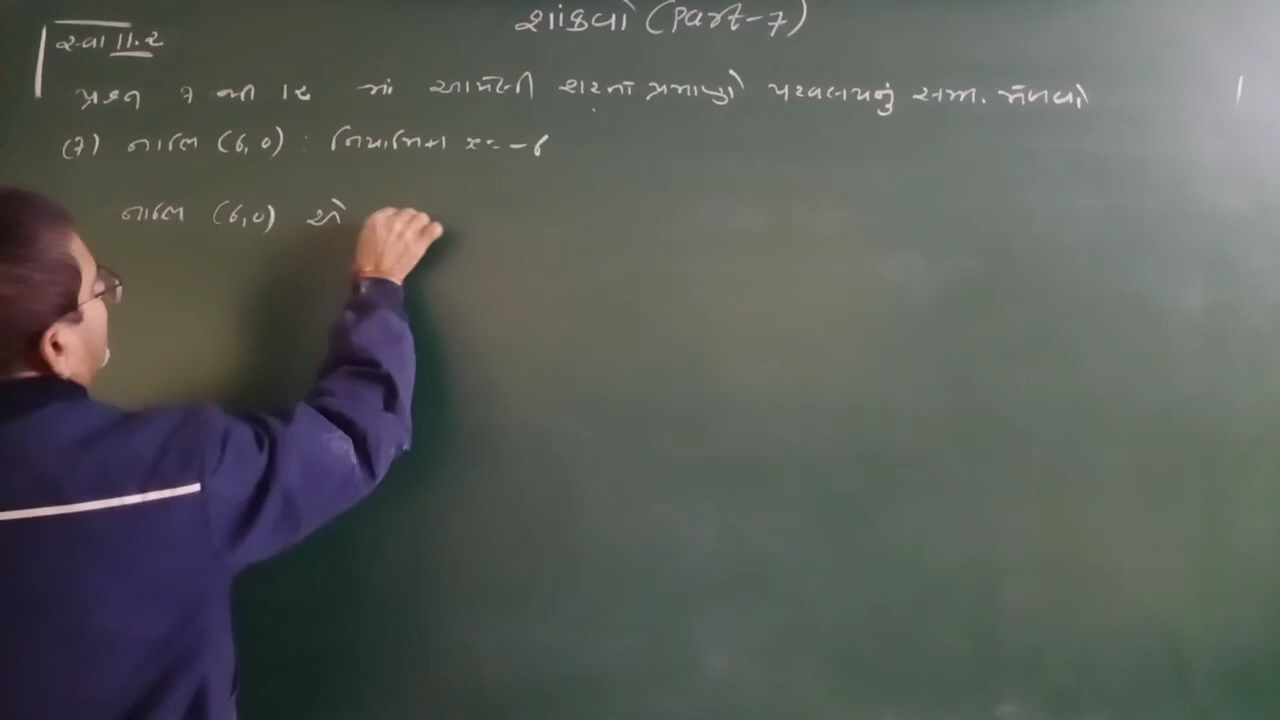 શાંકવો (Part-7)
સ્વા 11.2
પ્રશ્ન 7 થી 12 માં આપેલી શરતો પ્રમાણે પરવલયનું સમી. મેળવો
(7) નાભિ (6,0) : નિયામિકા x = -6
નાભિ (6,0) એ